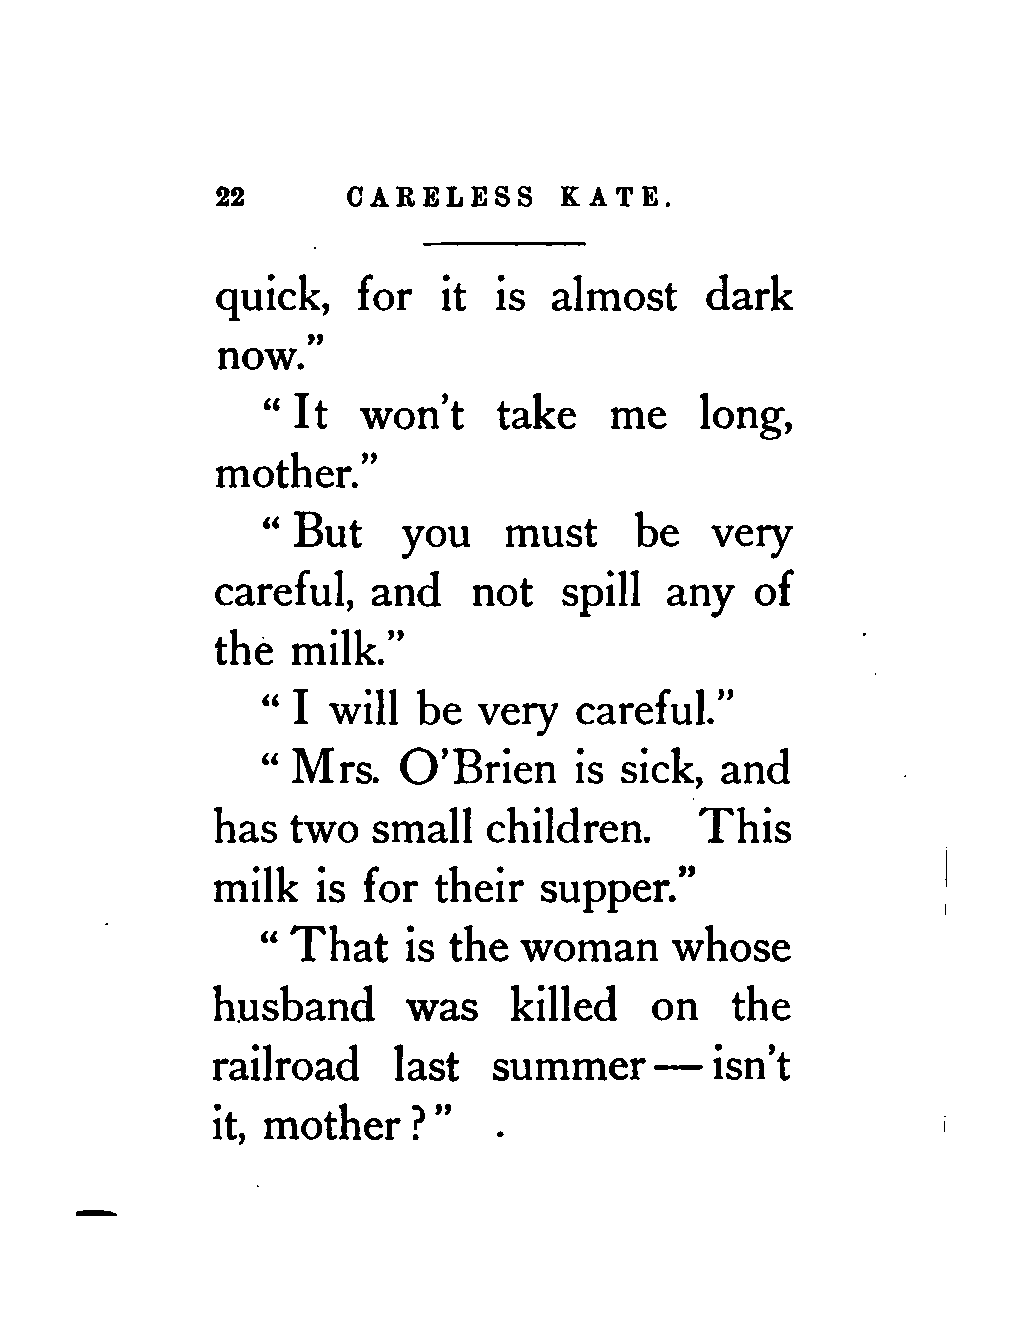 22 CARELESS KATE.
quick, for it is almost dark
now."
"It won't take me long,
mother."
"But you must be very
careful, and not spill any of
the milk."
"I will be very careful."
"Mrs. O'Brien is sick, and
has two small children. This
milk is for their supper."
"That is the woman whose
husband was killed on the
railroad last summer—isn't
it, mother?"